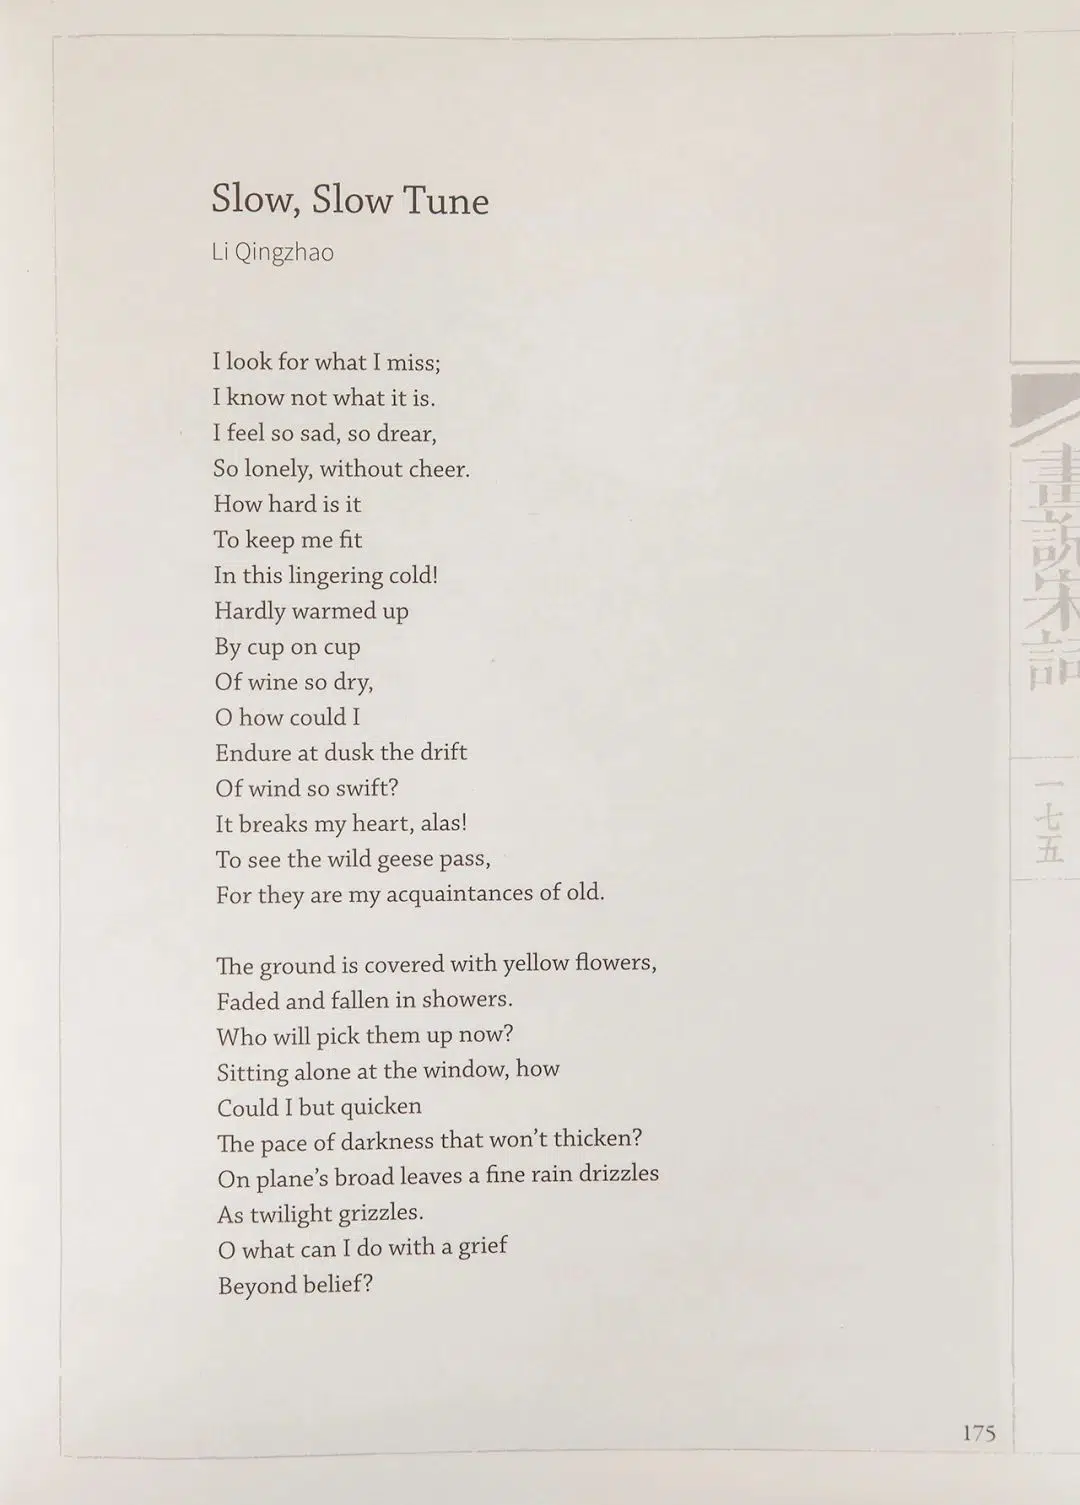 Slow, Slow Tune
Li Qingzhao
I look for what I miss;
I know not what it is.
I feel so sad, so drear,
So lonely, without cheer.
How hard is it
To keep me fit
In this lingering cold!
Hardly warmed up
By cup on cup
Of wine so dry,
O how could I
Endure at dusk the drift
Of wind so swift?
It breaks my heart, alas!
To see the wild geese pass,
For they are my acquaintances of old.
The ground is covered with yellow flowers,
Faded and fallen in showers.
Who will pick them up now?
Sitting alone at the window, how
Could I but quicken
The pace of darkness that won't thicken?
On plane's broad leaves a fine rain drizzles
As twilight grizzles.
O what can I do with a grief
Beyond belief?
175
畫說宋詞
一七五